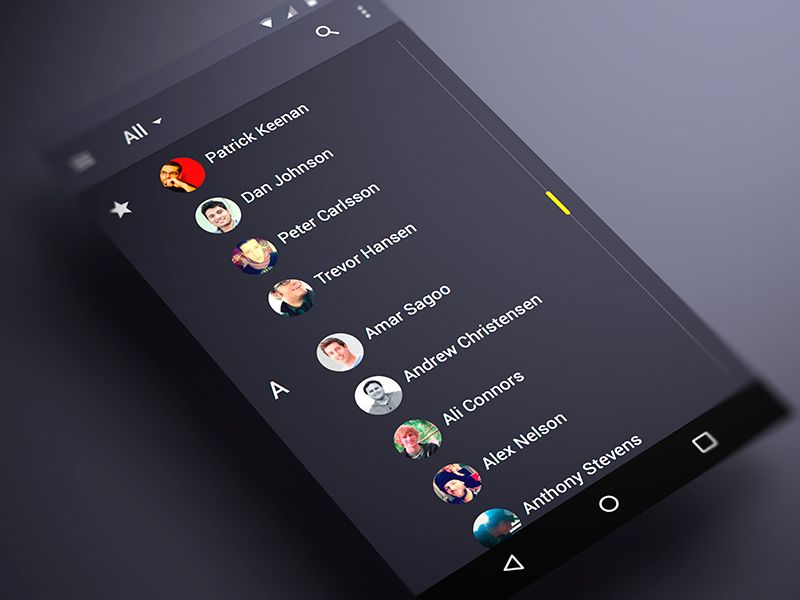 All
Patrick Keenan
Dan Johnson
Peter Carlsson
Trevor Hansen
A
Amar Sagoo
Andrew Christensen
Ali Connors
Alex Nelson
Anthony Stevens